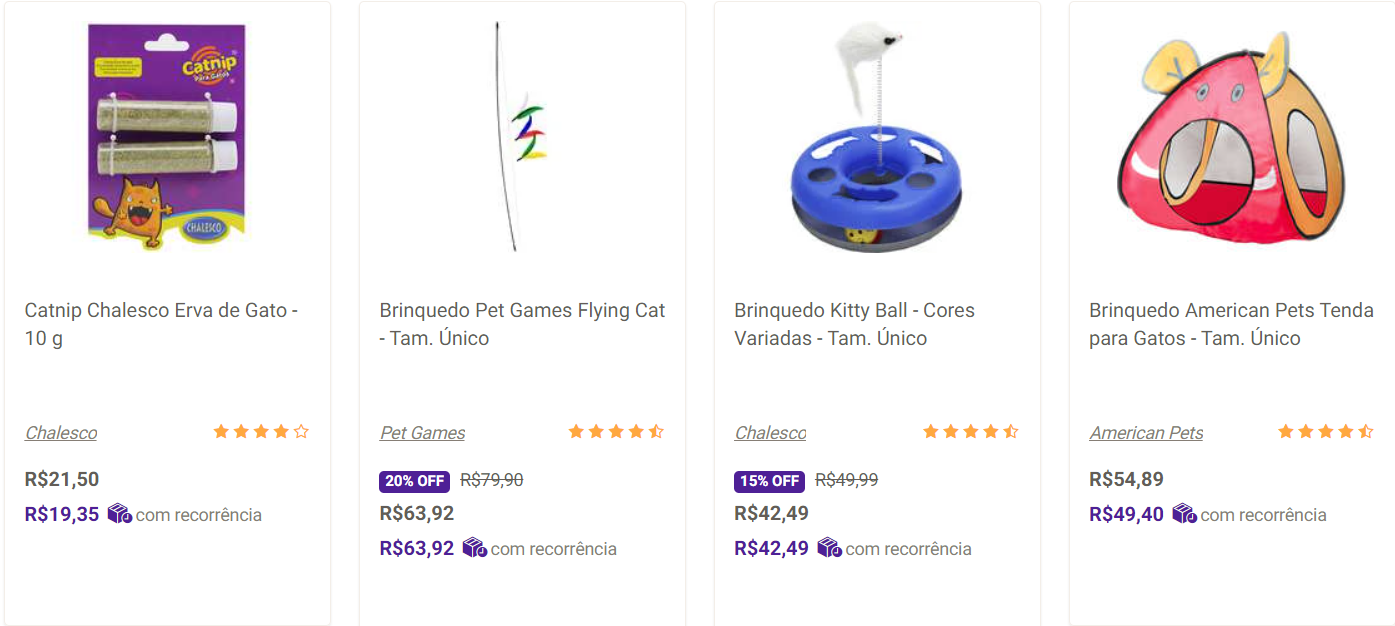 Catnip
Para Gatos
CHALESCO
Catnip Chalesco Erva de Gato -
10 g
Chalesco
R$21,50
R$19,35 com recorrência
Brinquedo Pet Games Flying Cat
- Tam. Único
Pet Games
20% OFF R$79,90
R$63,92
R$63,92 com recorrência
Brinquedo Kitty Ball - Cores
Variadas - Tam. Único
Chalesco
15% OFF R$49,99
R$42,49
R$42,49 com recorrência
Brinquedo American Pets Tenda
para Gatos - Tam. Único
American Pets
R$54,89
R$49,40 com recorrência